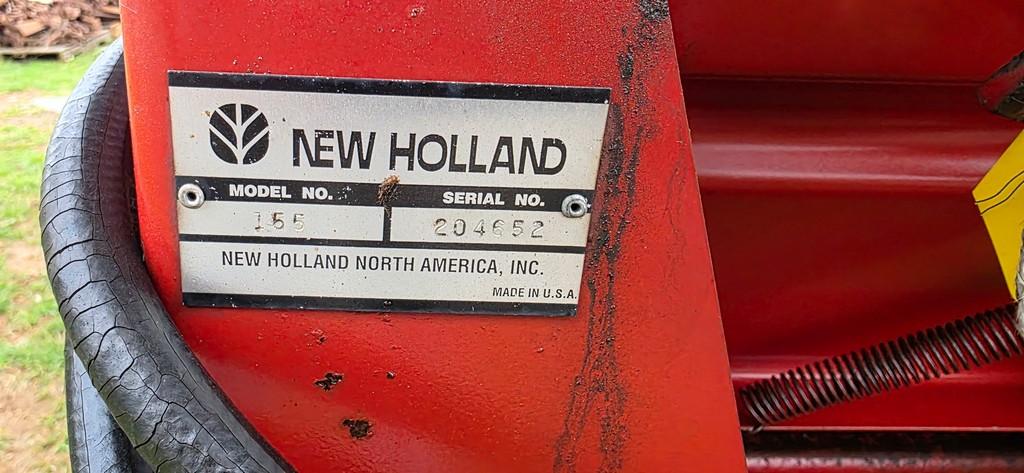 NEW HOLLAND
MODEL NO. SERIAL NO.
155 204652
NEW HOLLAND NORTH AMERICA, INC.
MADE IN U.S.A.